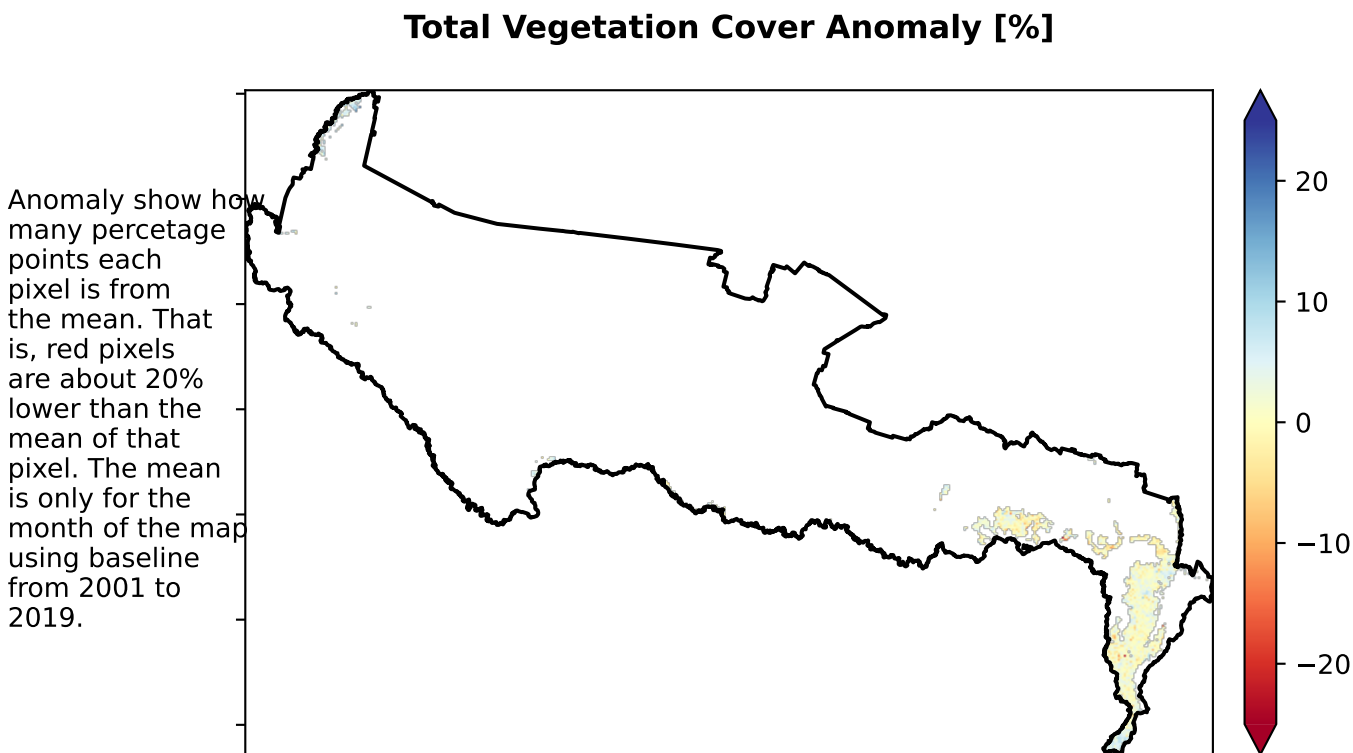 Total Vegetation Cover Anomaly [%]
Anomaly show how
many percetage
points each
pixel is from
the mean. That
is, red pixels
are about 20%
lower than the
mean of that
pixel. The mean
is only for the
month of the map
using baseline
from 2001 to
2019.
20
10
0
−10
−20